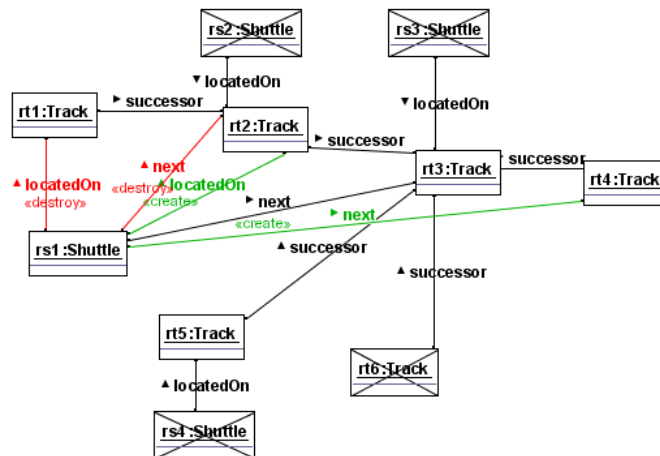 rs2 :Shuttle
rs3 :Shuttle
locatedOn
rt1:Track
successor
locatedOn
rt2:Track
successor
rt3:Track
successor
next
rt4:Track
locatedOn
«destroy»
«destroy»
locatedOn
«create»
next
«create»
next
rs1 :Shuttle
successor
successor
rt5:Track
rt6:Track
locatedOn
rs4 :Shuttle